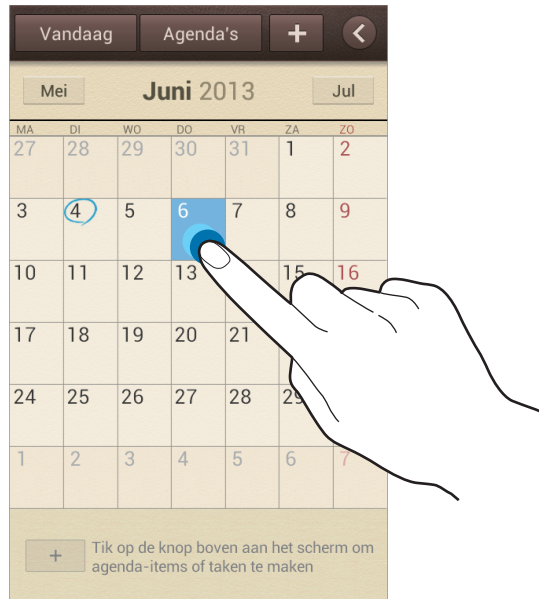 Vandaag Agenda's +
Mei Juni 2013 Jul
MA DI WO DO VR ZA ZO
27 28 29 30 31 1 2
3 4 5 6 7 8 9
10 11 12 13 15 16
17 18 19 20 21
24 25 26 27 28 29
1 2 3 4 5 6 7
+ Tik op de knop boven aan het scherm om
agenda-items of taken te maken